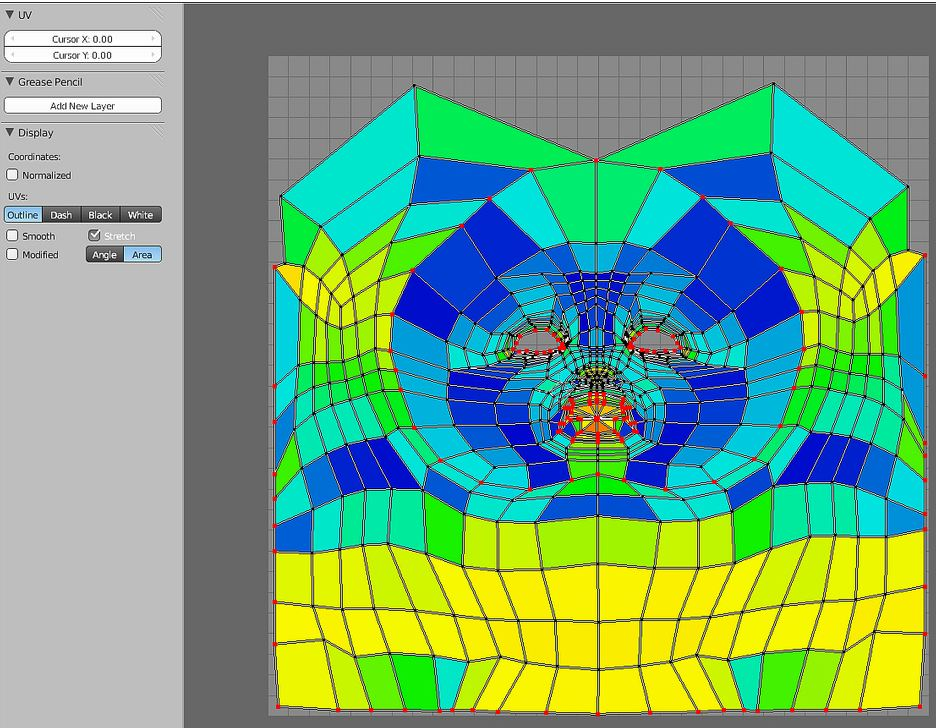 UV
Cursor X: 0.00
Cursor Y: 0.00
Grease Pencil
Add New Layer
Display
Coordinates:
Normalized
UVs:
Outline Dash Black White
Smooth Stretch
Modified Angle Area